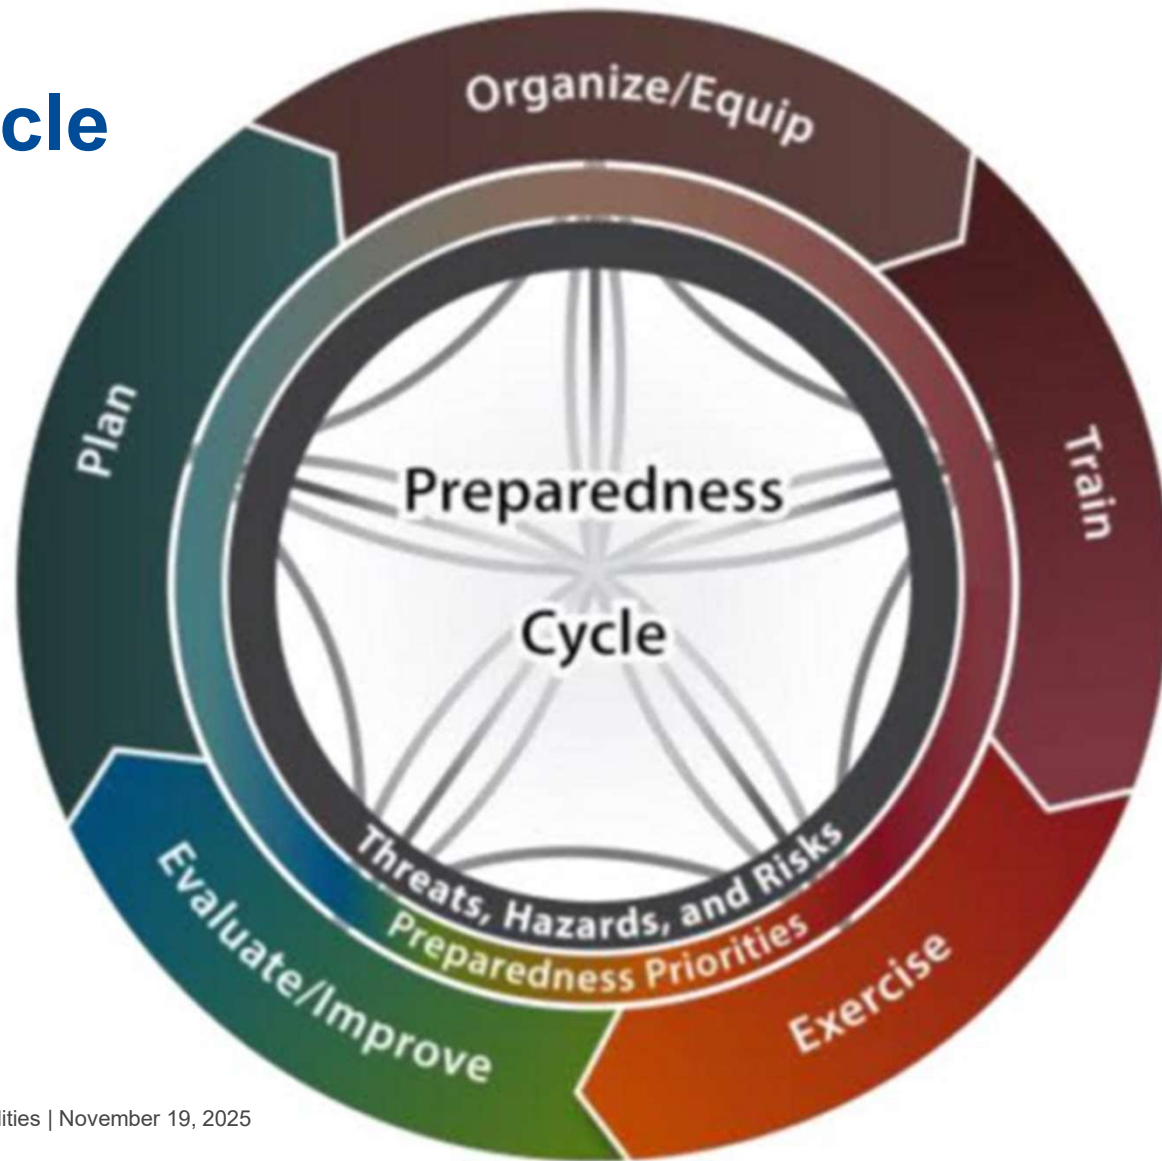 cle
Organize/Equip
Plan
Train
Preparedness
Cycle
Threats, Hazards, and Risks
Preparedness Priorities
Evaluate/Improve
Exercise
lities | November 19, 2025